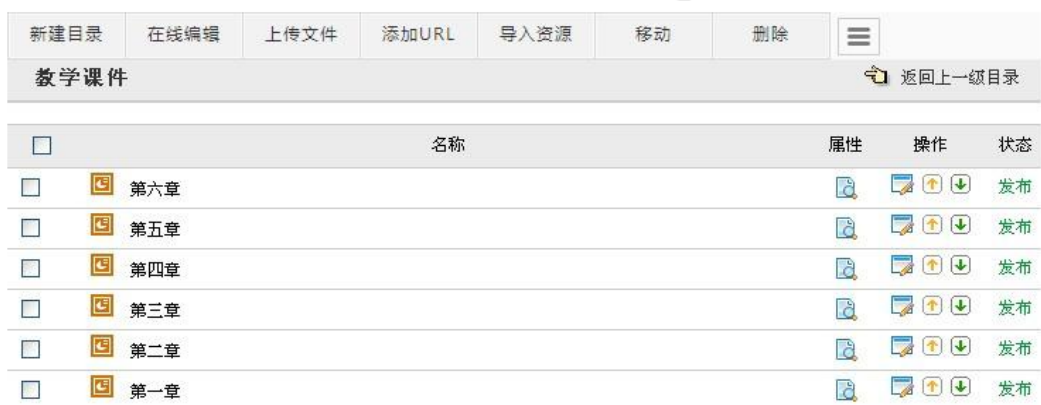 新建目录 在线编辑 上传文件 添加URL 导入资源 移动 删除
教学课件 返回上一级目录
名称 属性 操作 状态
第六章 发布
第五章 发布
第四章 发布
第三章 发布
第二章 发布
第一章 发布